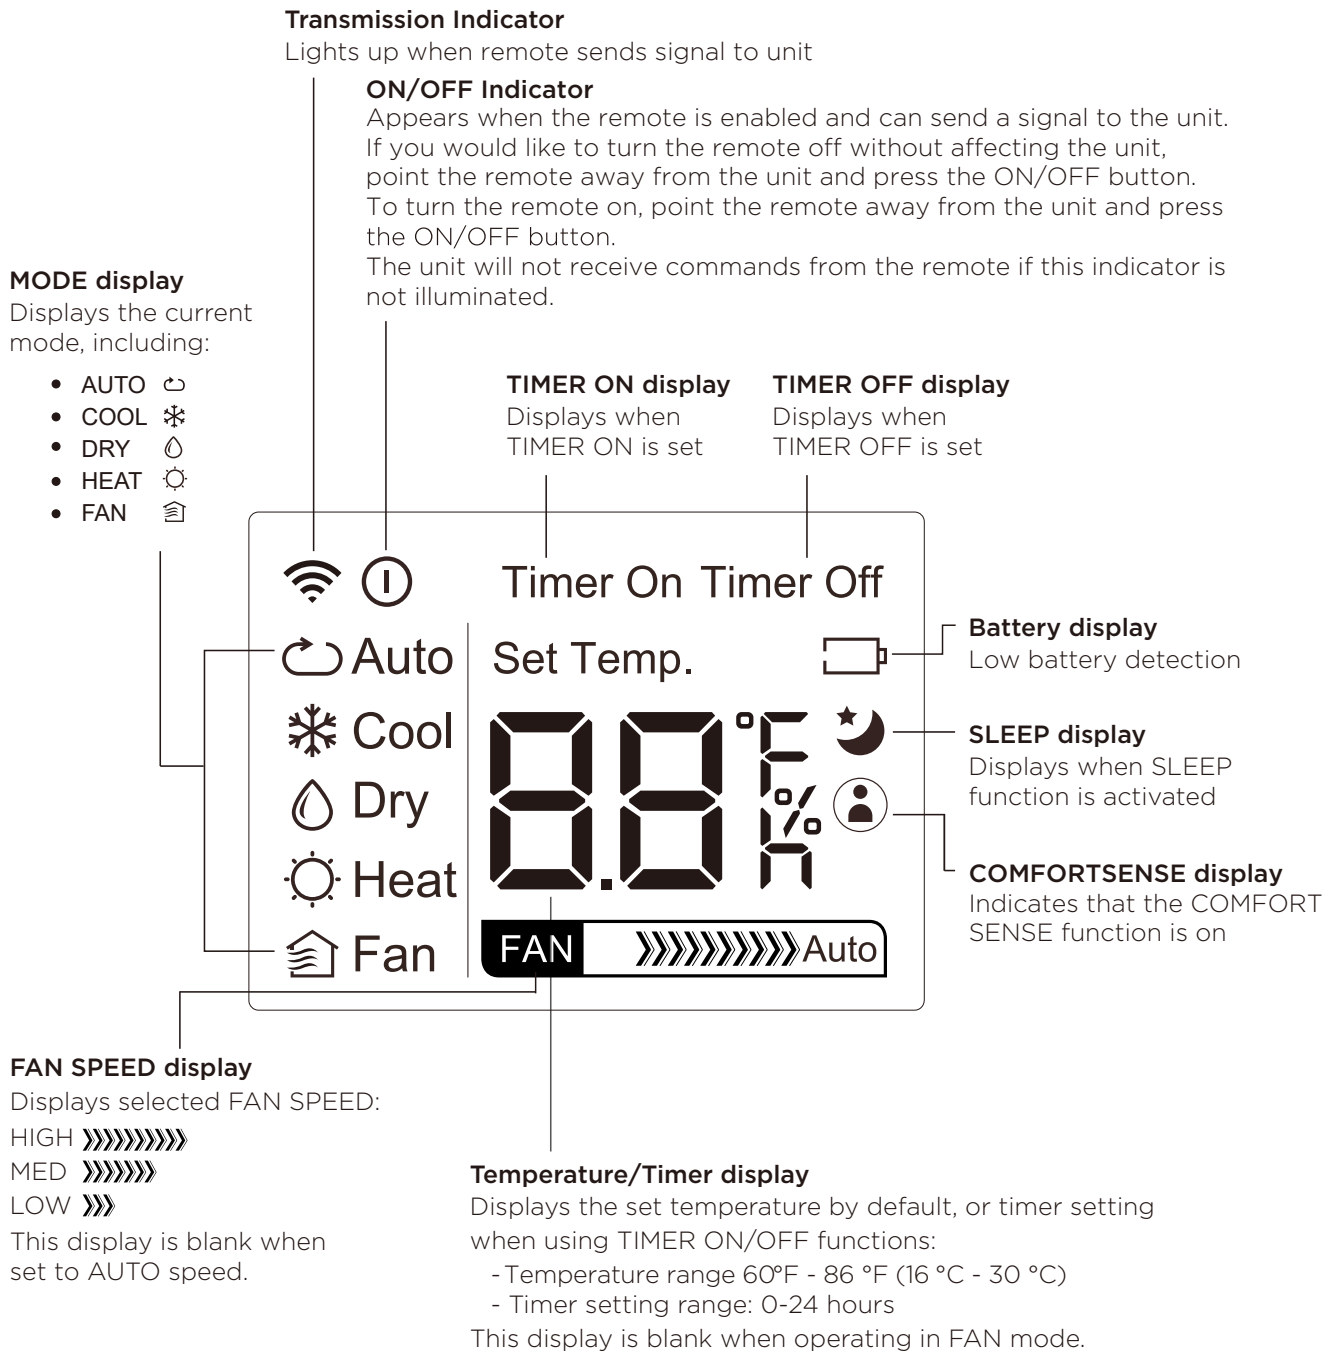 Transmission Indicator
Lights up when remote sends signal to unit
ON/OFF Indicator
Appears when the remote is enabled and can send a signal to the unit.
If you would like to turn the remote off without affecting the unit,
point the remote away from the unit and press the ON/OFF button.
To turn the remote on, point the remote away from the unit and press
the ON/OFF button.
The unit will not receive commands from the remote if this indicator is
not illuminated.
MODE display
Displays the current
mode, including:
• AUTO
• COOL
• DRY
• HEAT
• FAN
TIMER ON display
Displays when
TIMER ON is set
TIMER OFF display
Displays when
TIMER OFF is set
Timer On Timer Off
Auto
Cool
Dry
Heat
Fan
Set Temp.
88 °F
%
.
h
FAN Auto
Battery display
Low battery detection
SLEEP display
Displays when SLEEP
function is activated
COMFORTSENSE display
Indicates that the COMFORT
SENSE function is on
FAN SPEED display
Displays selected FAN SPEED:
HIGH
MED
LOW
This display is blank when
set to AUTO speed.
Temperature/Timer display
Displays the set temperature by default, or timer setting
when using TIMER ON/OFF functions:
- Temperature range 60°F - 86 °F (16 °C - 30 °C)
- Timer setting range: 0-24 hours
This display is blank when operating in FAN mode.